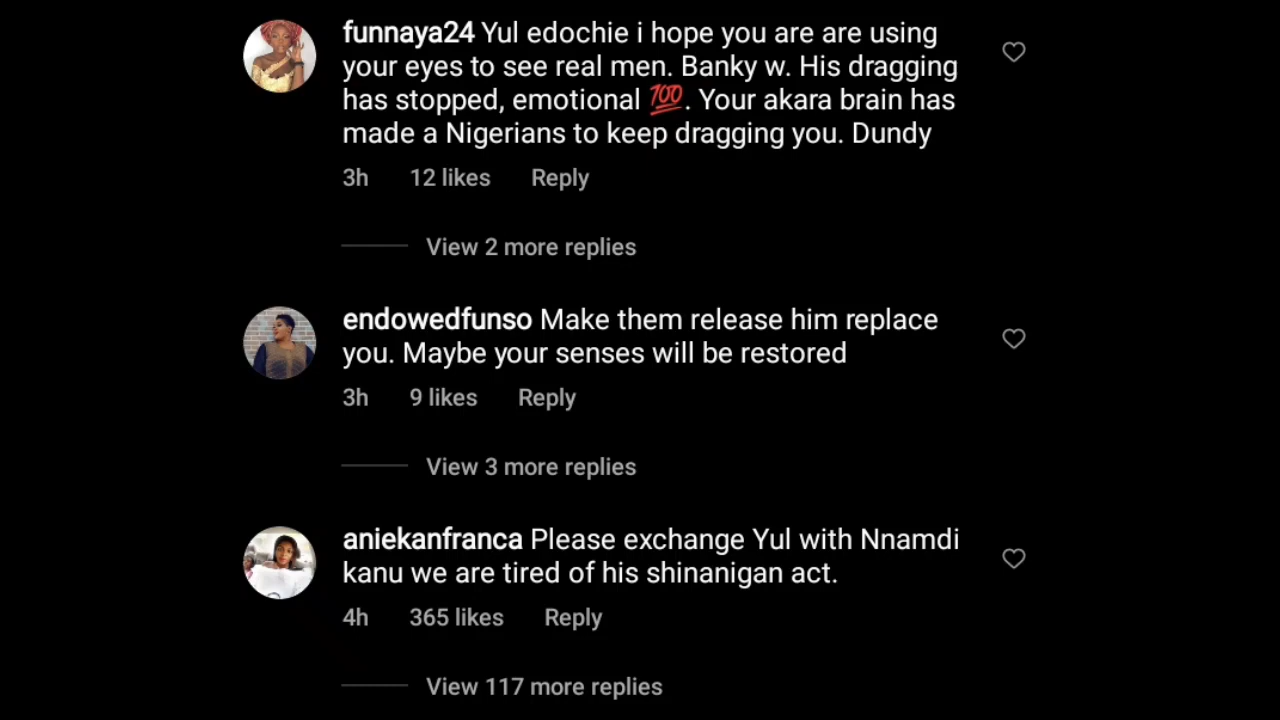 funnaya24 Yul edochie i hope you are are using
your eyes to see real men. Banky w. His dragging
has stopped, emotional 💯. Your akara brain has
made a Nigerians to keep dragging you. Dundy
3h 12 likes Reply
View 2 more replies
endowedfunso Make them release him replace
you. Maybe your senses will be restored
3h 9 likes Reply
View 3 more replies
aniekanfranca Please exchange Yul with Nnamdi
kanu we are tired of his shinanigan act.
4h 365 likes Reply
View 117 more replies